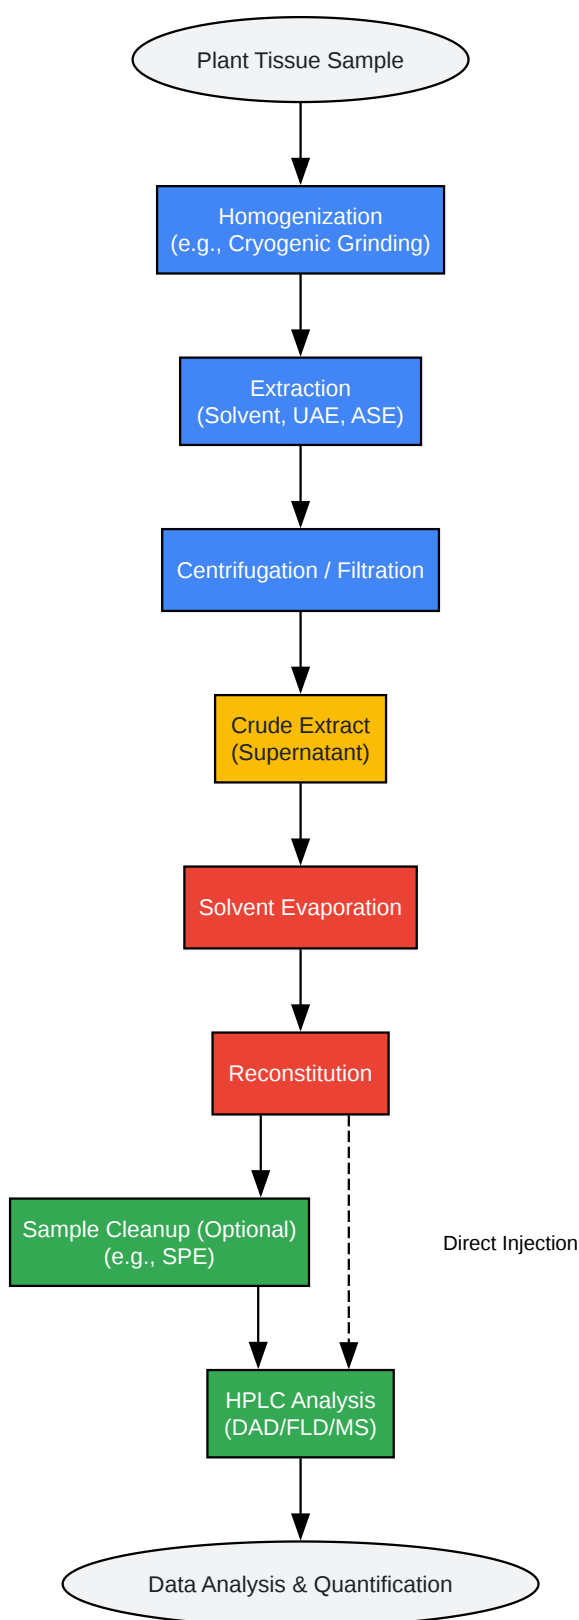 Plant Tissue Sample
Homogenization
(e.g., Cryogenic Grinding)
Extraction
(Solvent, UAE, ASE)
Centrifugation / Filtration
Crude Extract
(Supernatant)
Solvent Evaporation
Reconstitution
Sample Cleanup (Optional)
(e.g., SPE)
Direct Injection
HPLC Analysis
(DAD/FLD/MS)
Data Analysis & Quantification